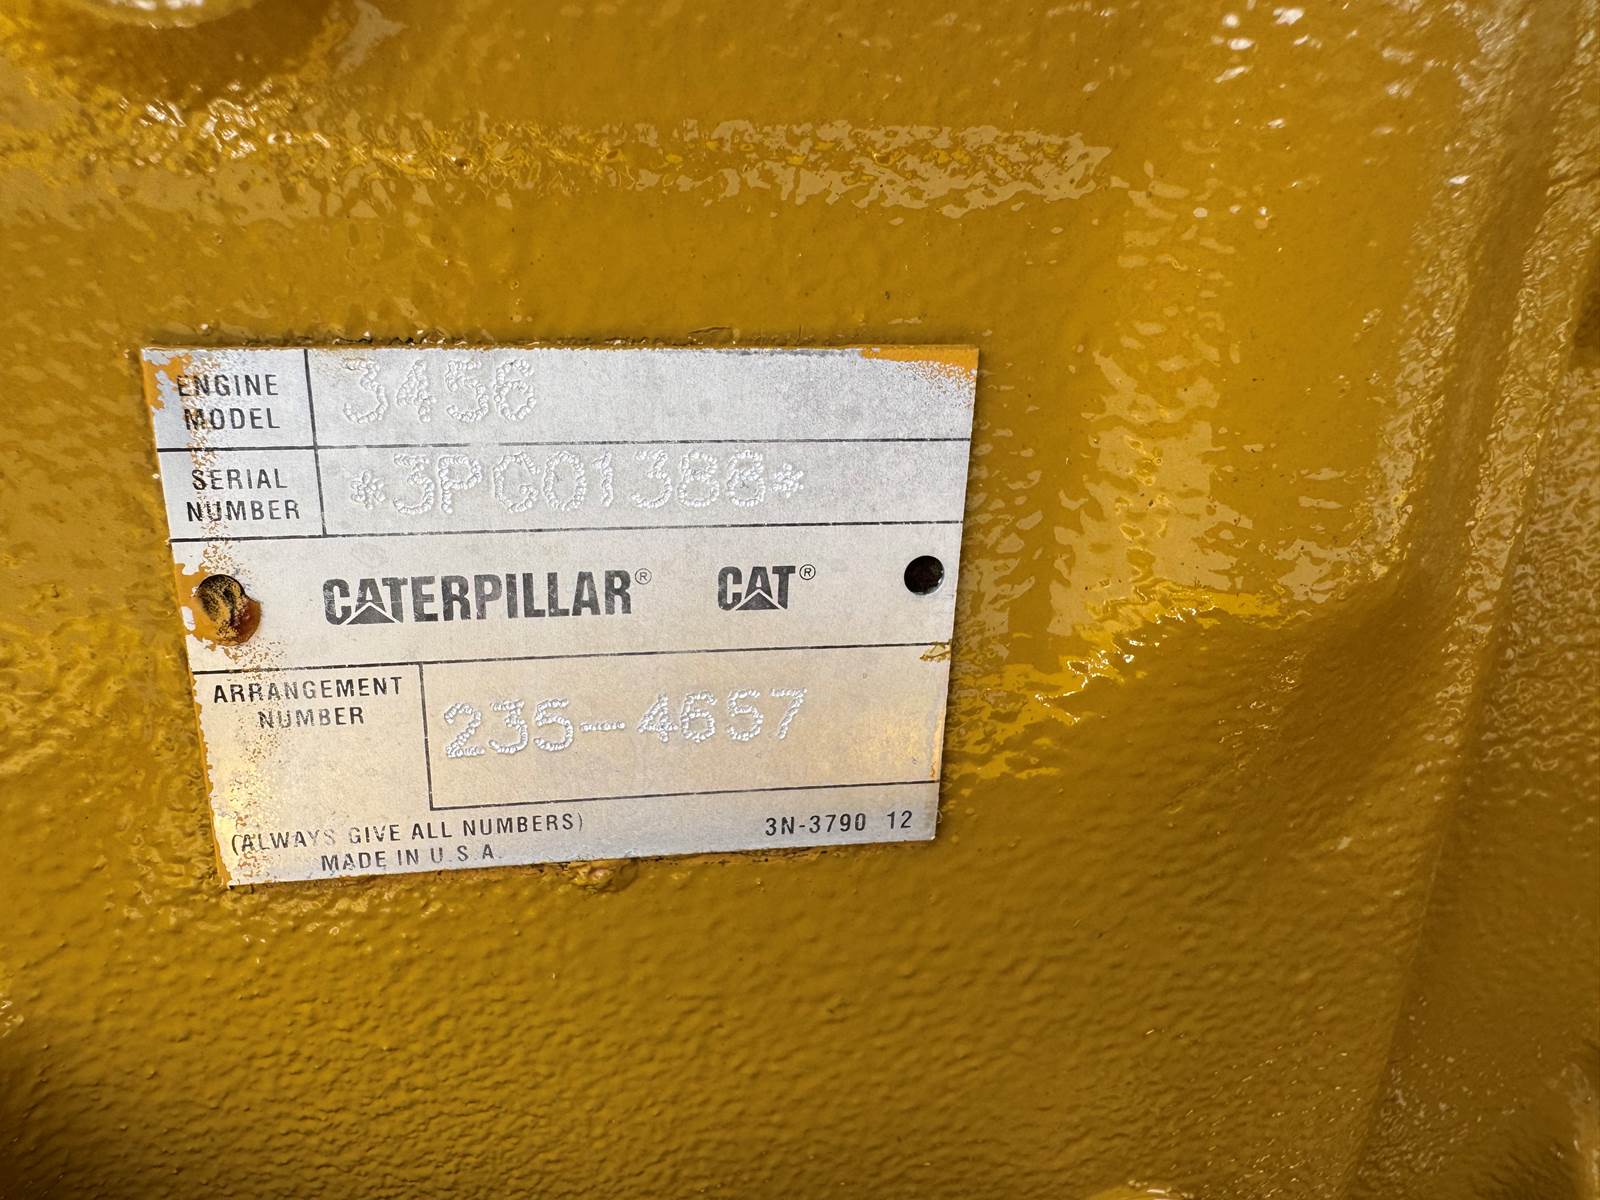 ENGINE MODEL 3456
SERIAL NUMBER *3PG01388*
CATERPILLAR® CAT®
ARRANGEMENT NUMBER 235-4657
(ALWAYS GIVE ALL NUMBERS) 3N-3790 12
MADE IN U.S.A.